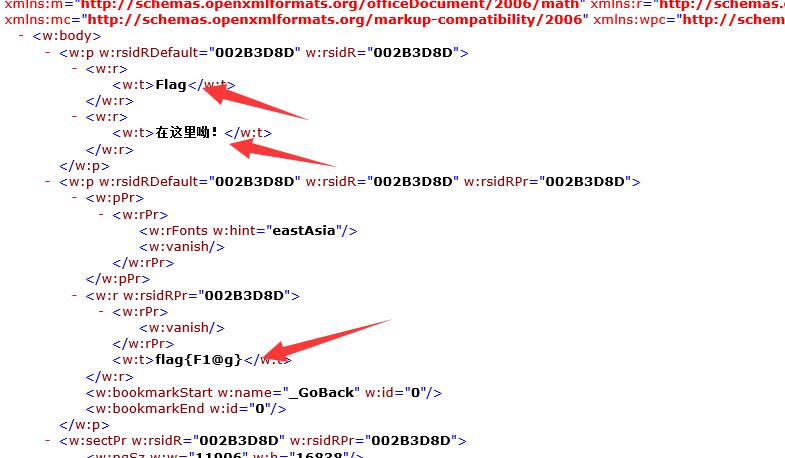 xmlns:m="http://schemas.openxmlformats.org/officeDocument/2006/math" xmlns:r="http://schemas.o
xmlns:mc="http://schemas.openxmlformats.org/markup-compatibility/2006" xmlns:wpc="http://schem
- <w:body>
- <w:p w:rsidRDefault="002B3D8D" w:rsidR="002B3D8D">
- <w:r>
<w:t>Flag</w:t>
</w:r>
- <w:r>
<w:t>在这里呦！</w:t>
</w:r>
</w:p>
- <w:p w:rsidRDefault="002B3D8D" w:rsidR="002B3D8D" w:rsidRPr="002B3D8D">
- <w:pPr>
- <w:rPr>
<w:rFonts w:hint="eastAsia"/>
<w:vanish/>
</w:rPr>
</w:pPr>
- <w:r w:rsidRPr="002B3D8D">
- <w:rPr>
<w:vanish/>
</w:rPr>
<w:t>flag{F1@g}</w:t>
</w:r>
<w:bookmarkStart w:name="_GoBack" w:id="0"/>
<w:bookmarkEnd w:id="0"/>
</w:p>
- <w:sectPr w:rsidR="002B3D8D" w:rsidRPr="002B3D8D">
<w:pgSz w:w="11906" w:h="16838"/>